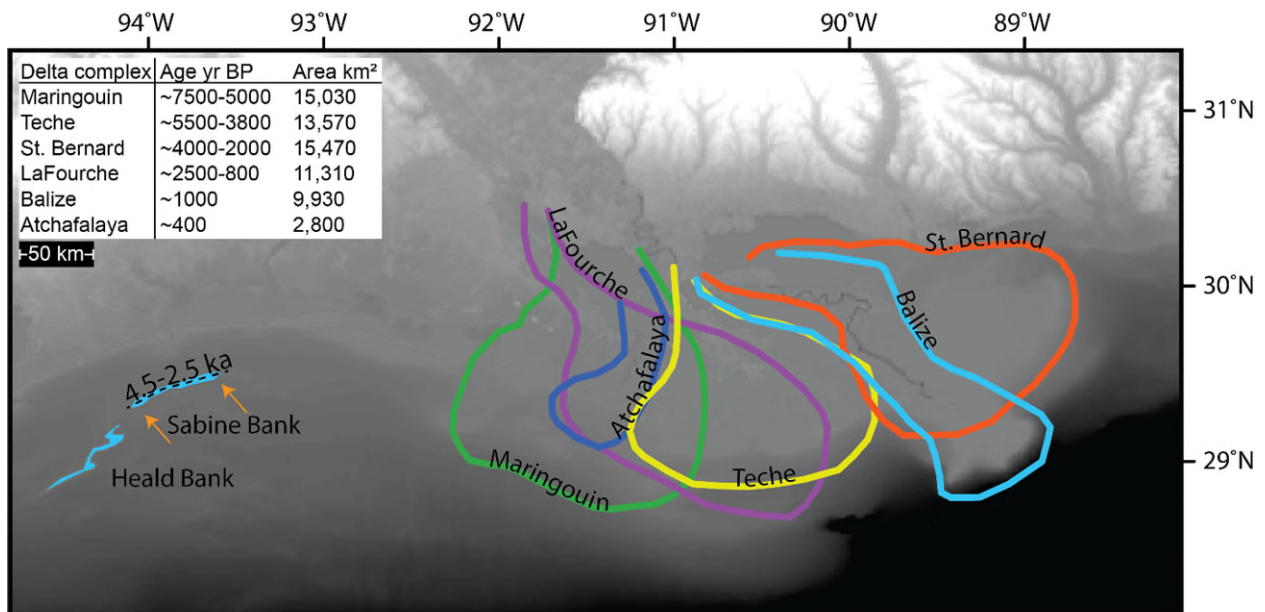 94°W 93°W 92°W 91°W 90°W 89°W
Delta complex Age yr BP Area km²
Maringouin ~7500-5000 15,030
Teche ~5500-3800 13,570
St. Bernard ~4000-2000 15,470
LaFourche ~2500-800 11,310
Balize ~1000 9,930
Atchafalaya ~400 2,800
50 km
31°N
30°N
29°N
LaFourche
St. Bernard
Balize
Atchafalaya
4.5-2.5 ka
Sabine Bank
Heald Bank
Maringouin
Teche